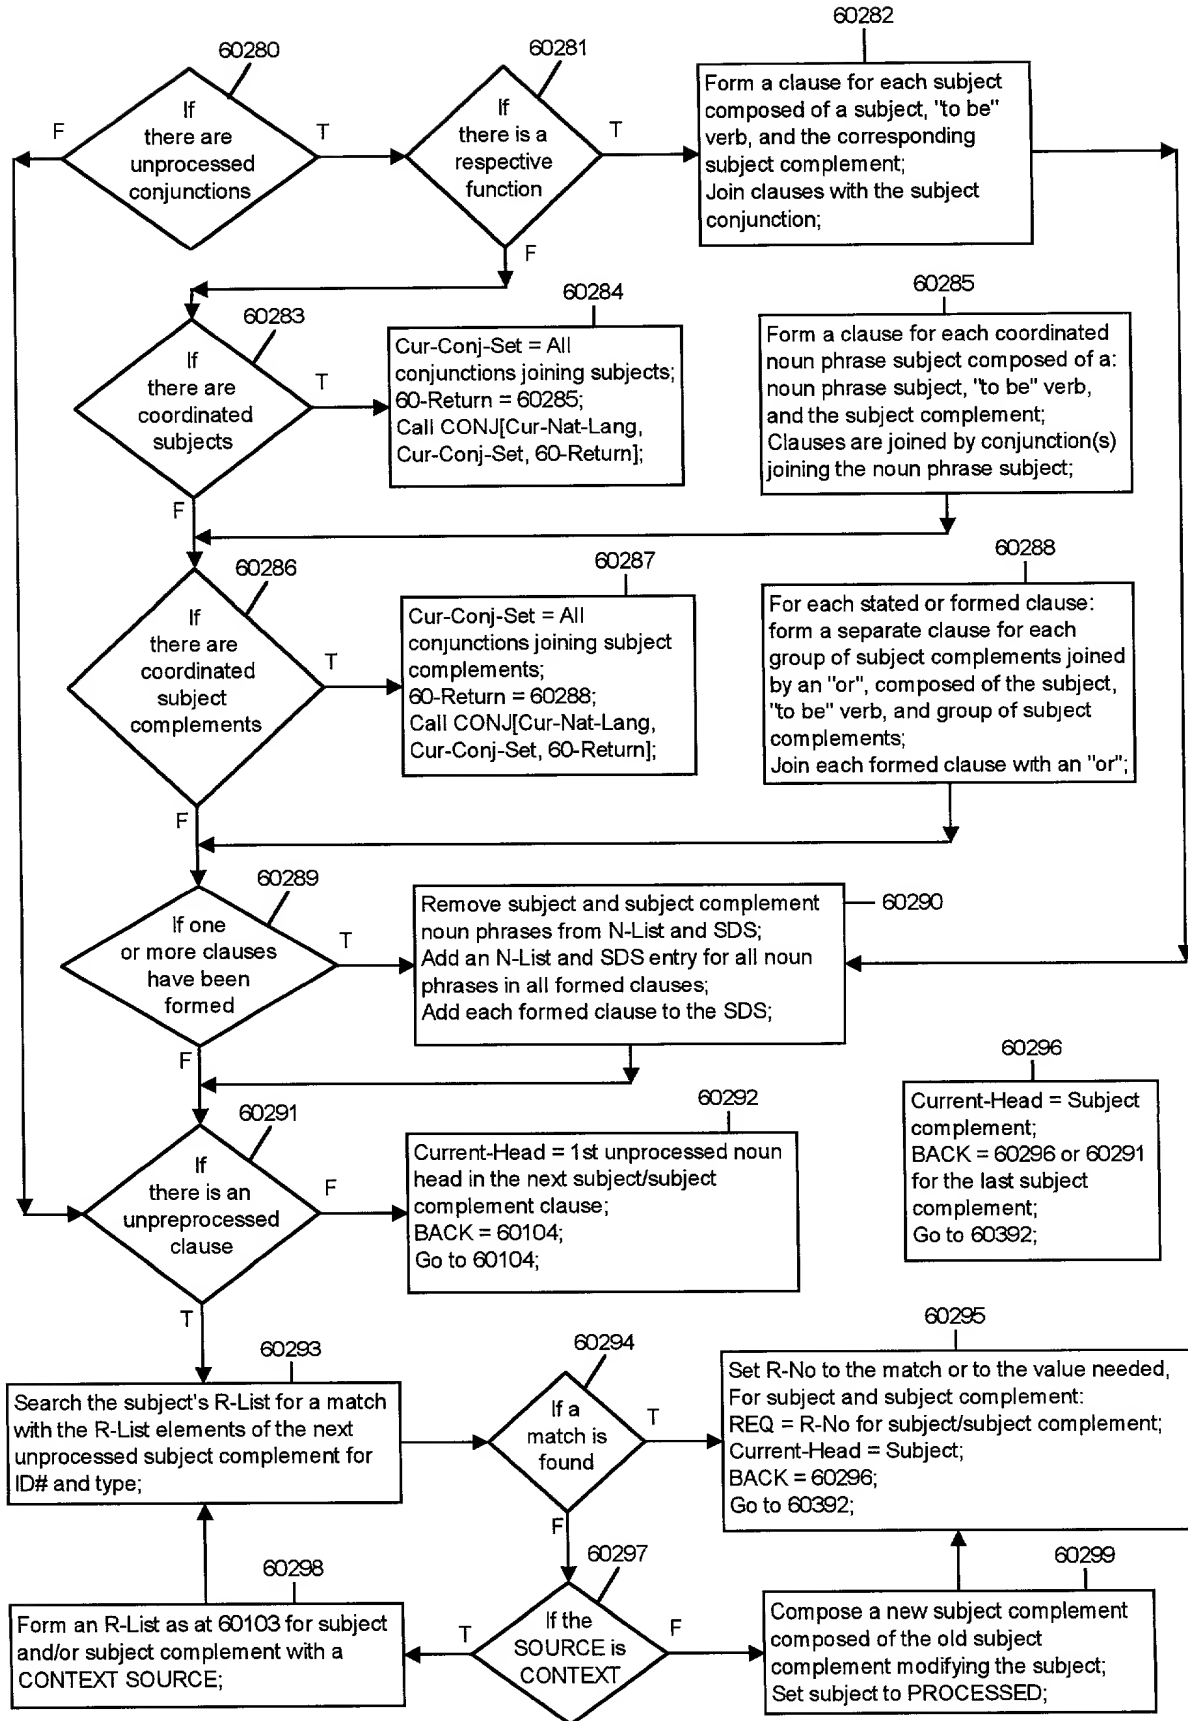 60280
If
there are
unprocessed
conjunctions
F
T
60281
If
there is a
respective
function
T
F
60282
Form a clause for each subject
composed of a subject, "to be"
verb, and the corresponding
subject complement;
Join clauses with the subject
conjunction;
60283
If
there are
coordinated
subjects
T
F
60284
Cur-Conj-Set = All
conjunctions joining subjects;
60-Return = 60285;
Call CONJ[Cur-Nat-Lang,
Cur-Conj-Set, 60-Return];
60285
Form a clause for each coordinated
noun phrase subject composed of a:
noun phrase subject, "to be" verb,
and the subject complement;
Clauses are joined by conjunction(s)
joining the noun phrase subject;
60286
If
there are
coordinated
subject
complements
T
F
60287
Cur-Conj-Set = All
conjunctions joining subject
complements;
60-Return = 60288;
Call CONJ[Cur-Nat-Lang,
Cur-Conj-Set, 60-Return];
60288
For each stated or formed clause:
form a separate clause for each
group of subject complements joined
by an "or", composed of the subject,
"to be" verb, and group of subject
complements;
Join each formed clause with an "or";
60289
If one
or more clauses
have been
formed
T
F
60290
Remove subject and subject complement
noun phrases from N-List and SDS;
Add an N-List and SDS entry for all noun
phrases in all formed clauses;
Add each formed clause to the SDS;
60291
If
there is an
unpreprocessed
clause
F
T
60292
Current-Head = 1st unprocessed noun
head in the next subject/subject
complement clause;
BACK = 60104;
Go to 60104;
60296
Current-Head = Subject
complement;
BACK = 60296 or 60291
for the last subject
complement;
Go to 60392;
60293
Search the subject's R-List for a match
with the R-List elements of the next
unprocessed subject complement for
ID# and type;
60294
If a
match is
found
T
F
60295
Set R-No to the match or to the value needed,
For subject and subject complement:
REQ = R-No for subject/subject complement;
Current-Head = Subject;
BACK = 60296;
Go to 60392;
60298
Form an R-List as at 60103 for subject
and/or subject complement with a
CONTEXT SOURCE;
60297
If the
SOURCE is
CONTEXT
T
F
60299
Compose a new subject complement
composed of the old subject
complement modifying the subject;
Set subject to PROCESSED;